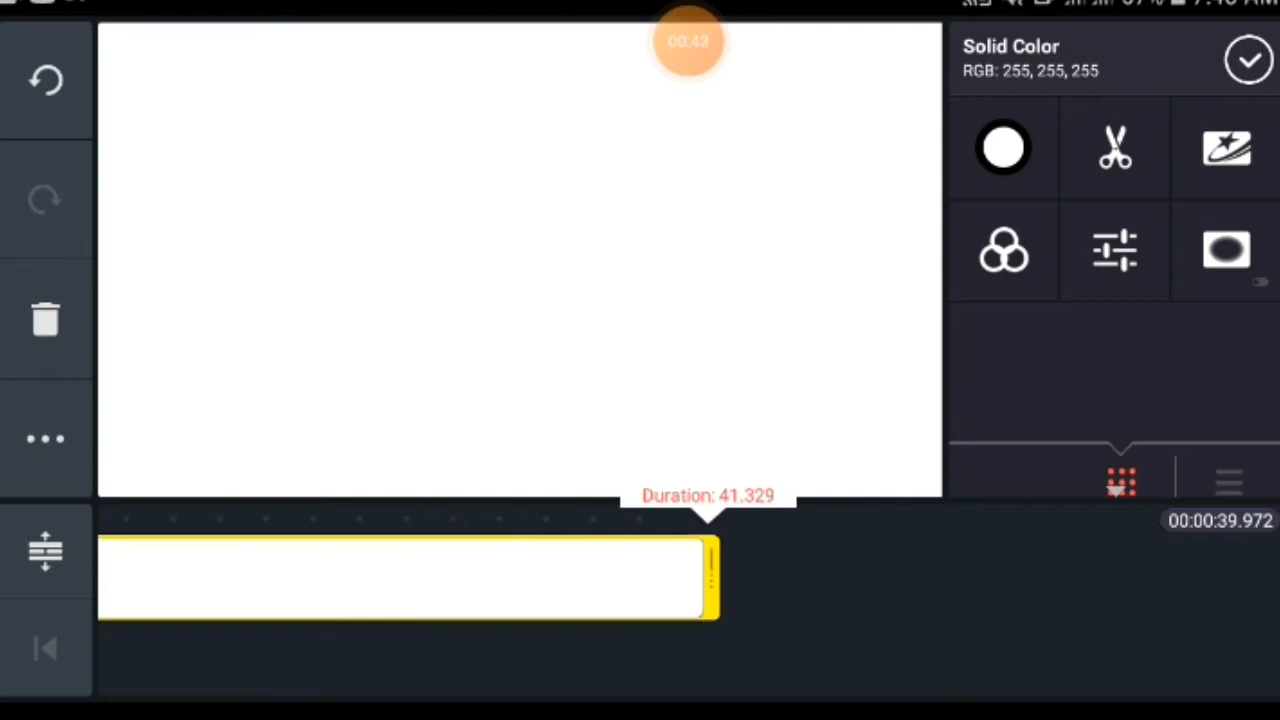 00:43
Solid Color
RGB: 255, 255, 255
Duration: 41.329
00:00:39.972